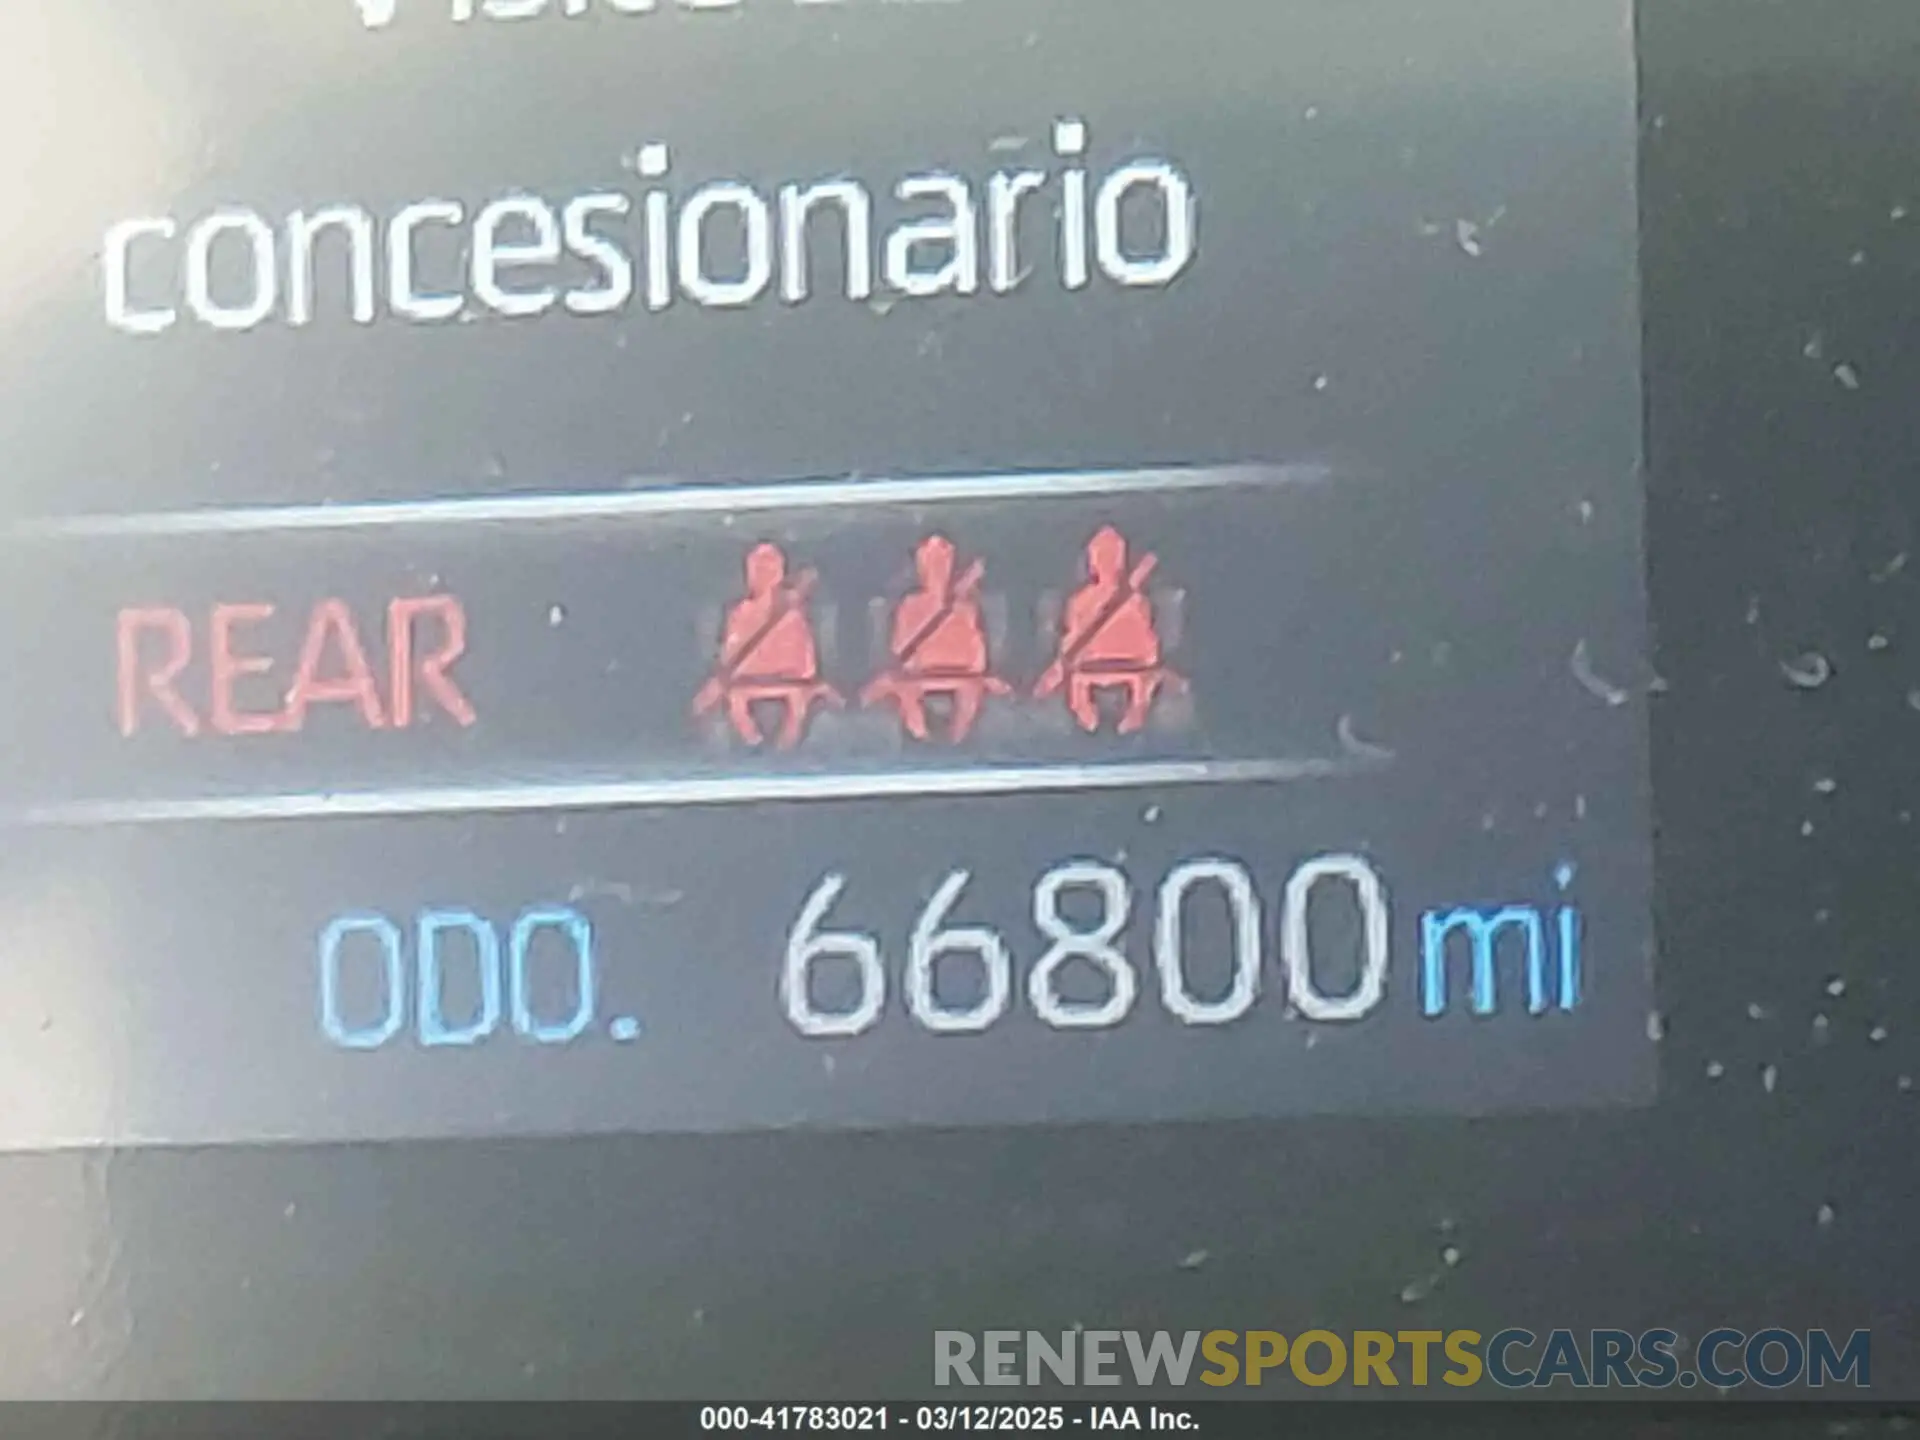 concesionario
REAR
ODO. 66800 mi
RENEWSPORTSCARS.COM
000-41783021 - 03/12/2025 - IAA Inc.